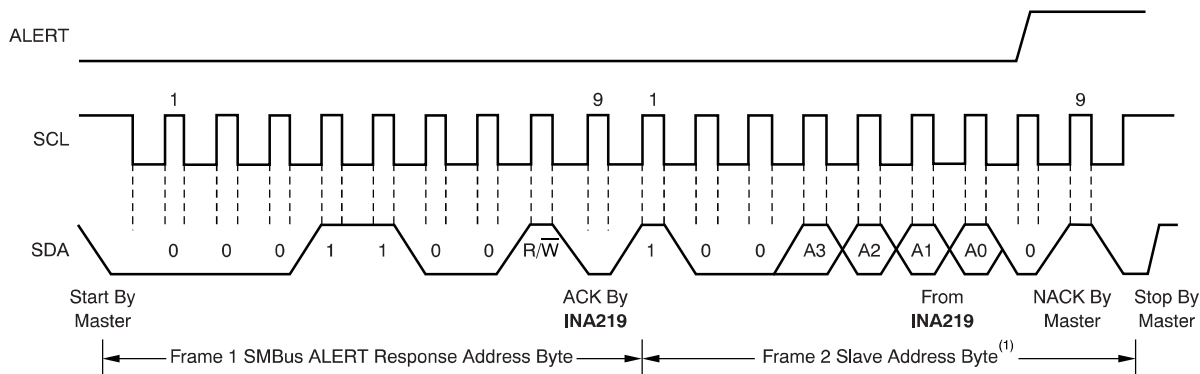 ALERT
1 9 1 9
SCL
SDA 0 0 0 1 1 0 0 R/W̅ 1 0 0 A3 A2 A1 A0 0
Start By Master
ACK By INA219
From INA219
NACK By Master
Stop By Master
Frame 1 SMBus ALERT Response Address Byte
Frame 2 Slave Address Byte(1)